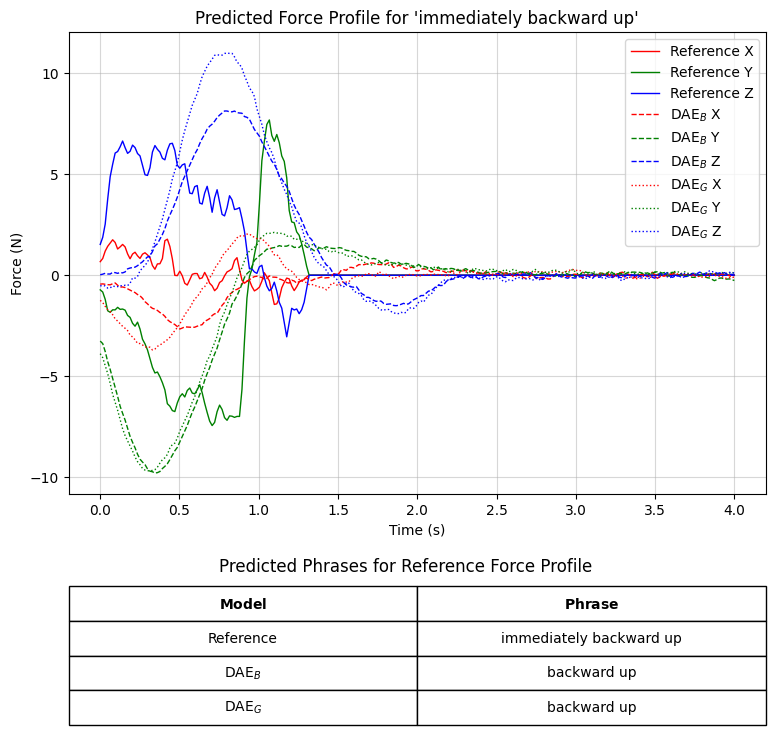 Predicted Force Profile for 'immediately backward up'
Reference X
Reference Y
Reference Z
DAE_B X
DAE_B Y
DAE_B Z
DAE_G X
DAE_G Y
DAE_G Z
Force (N)
10
5
0
−5
−10
0.0 0.5 1.0 1.5 2.0 2.5 3.0 3.5 4.0
Time (s)
Predicted Phrases for Reference Force Profile
Model Phrase
Reference immediately backward up
DAE_B backward up
DAE_G backward up